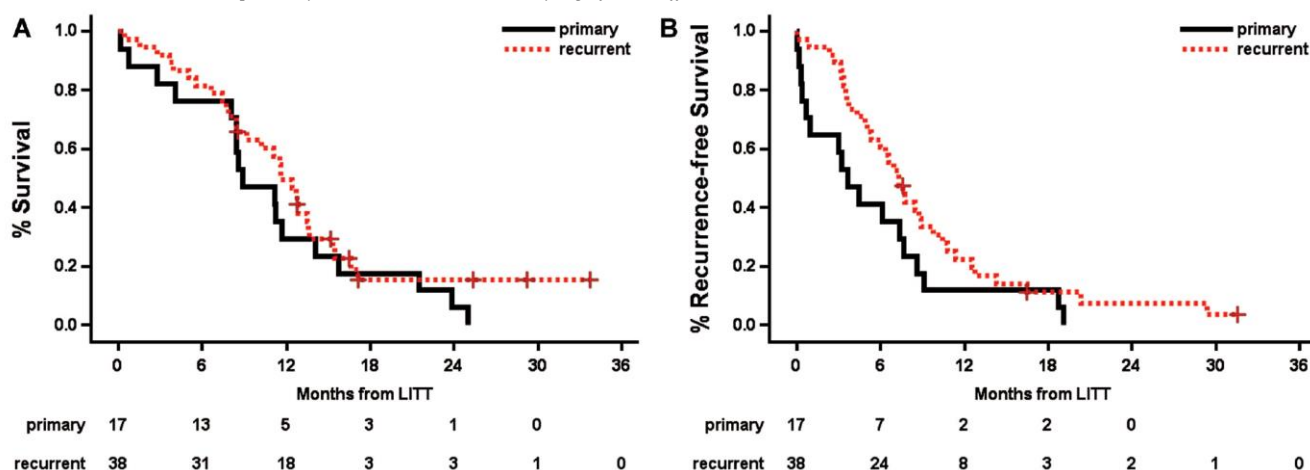 A
primary
recurrent
% Survival
1.0
0.8
0.6
0.4
0.2
0.0
0 6 12 18 24 30 36
Months from LITT
primary 17 13 5 3 1 0
recurrent 38 31 18 3 3 1 0
B
primary
recurrent
% Recurrence-free Survival
1.0
0.8
0.6
0.4
0.2
0.0
0 6 12 18 24 30 36
Months from LITT
primary 17 7 2 2 0
recurrent 38 24 8 3 2 1 0